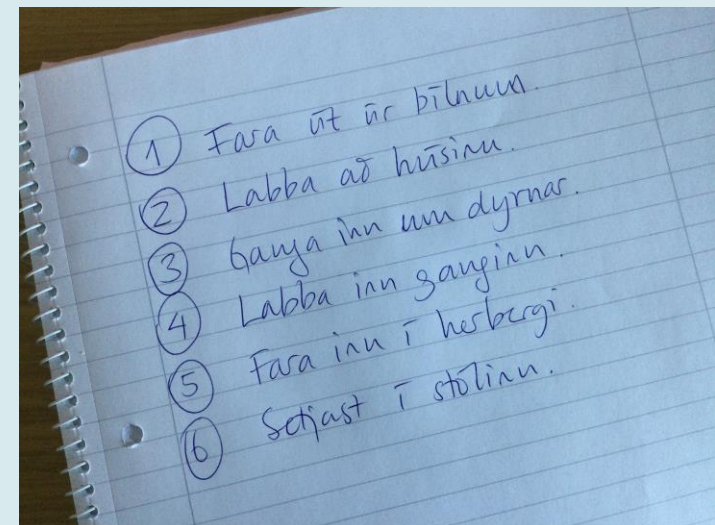 1 Fara út úr bílnum.
2 Labba að húsinu.
3 Ganga inn um dyrnar.
4 Labba inn ganginn.
5 Fara inn í herbergi.
6 Setjast í stólinn.